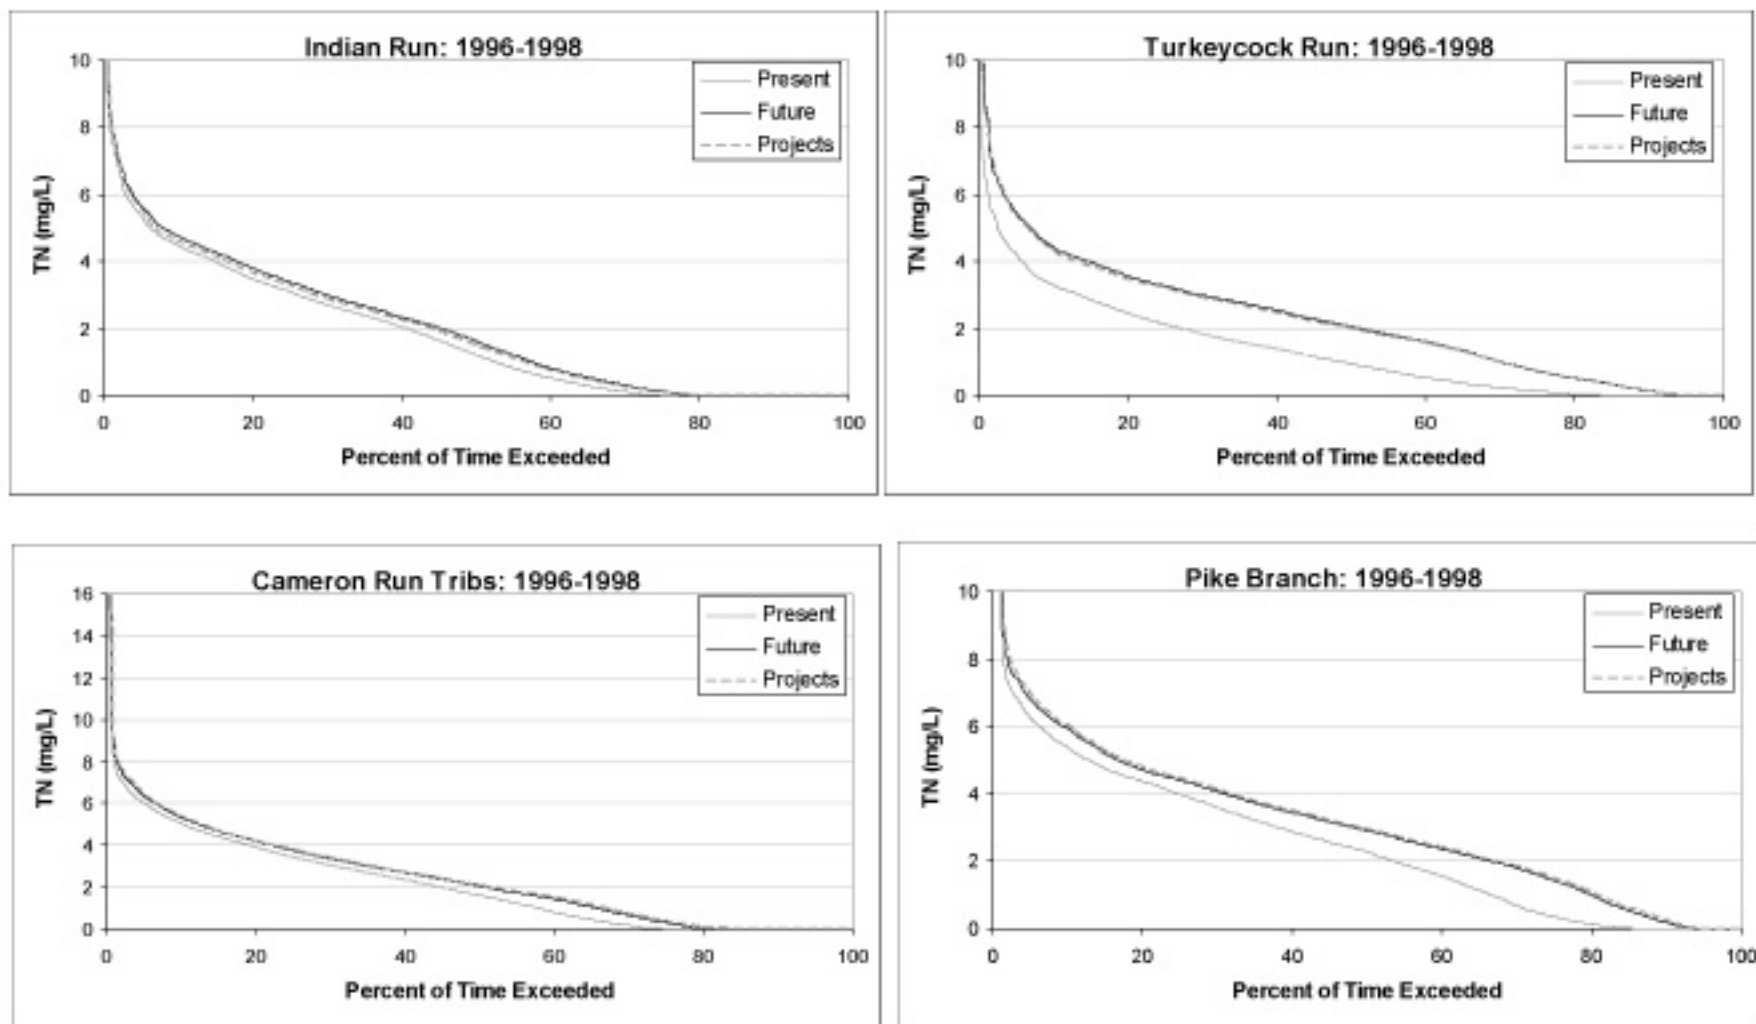 Indian Run: 1996-1998
10
8
6
4
2
0
TN (mg/L)
Present
Future
Projects
0 20 40 60 80 100
Percent of Time Exceeded
Turkeycock Run: 1996-1998
10
8
6
4
2
0
TN (mg/L)
Present
Future
Projects
0 20 40 60 80 100
Percent of Time Exceeded
Cameron Run Tribs: 1996-1998
16
14
12
10
8
6
4
2
0
TN (mg/L)
Present
Future
Projects
0 20 40 60 80 100
Percent of Time Exceeded
Pike Branch: 1996-1998
10
8
6
4
2
0
TN (mg/L)
Present
Future
Projects
0 20 40 60 80 100
Percent of Time Exceeded